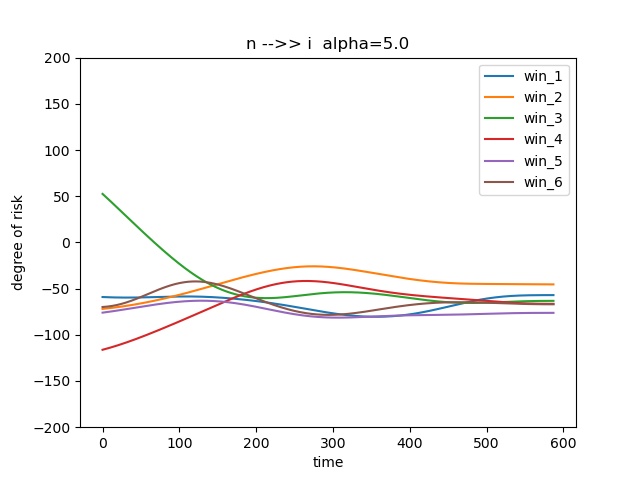 n -->> i  alpha=5.0
200
150
100
50
0
−50
−100
−150
−200
degree of risk
0 100 200 300 400 500 600
time
win_1
win_2
win_3
win_4
win_5
win_6